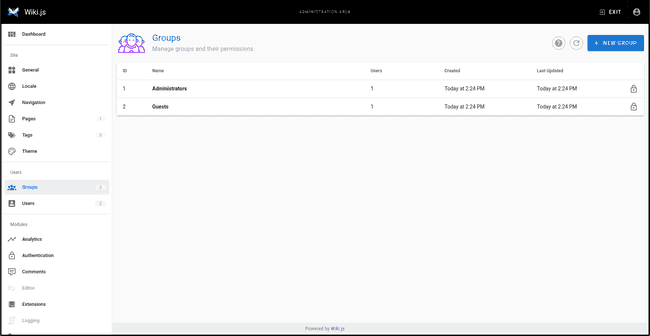 Wiki.js
ADMINISTRATION AREA
EXIT
Dashboard
Site
General
Locale
Navigation
Pages 1
Tags 0
Theme
Users
Groups 2
Users 2
Modules
Analytics
Authentication
Comments
Editor
Extensions
Logging
Groups
Manage groups and their permissions
+ NEW GROUP
ID Name Users Created Last Updated
1 Administrators 1 Today at 2:24 PM Today at 2:24 PM
2 Guests 1 Today at 2:24 PM Today at 2:24 PM
Powered by Wiki.js